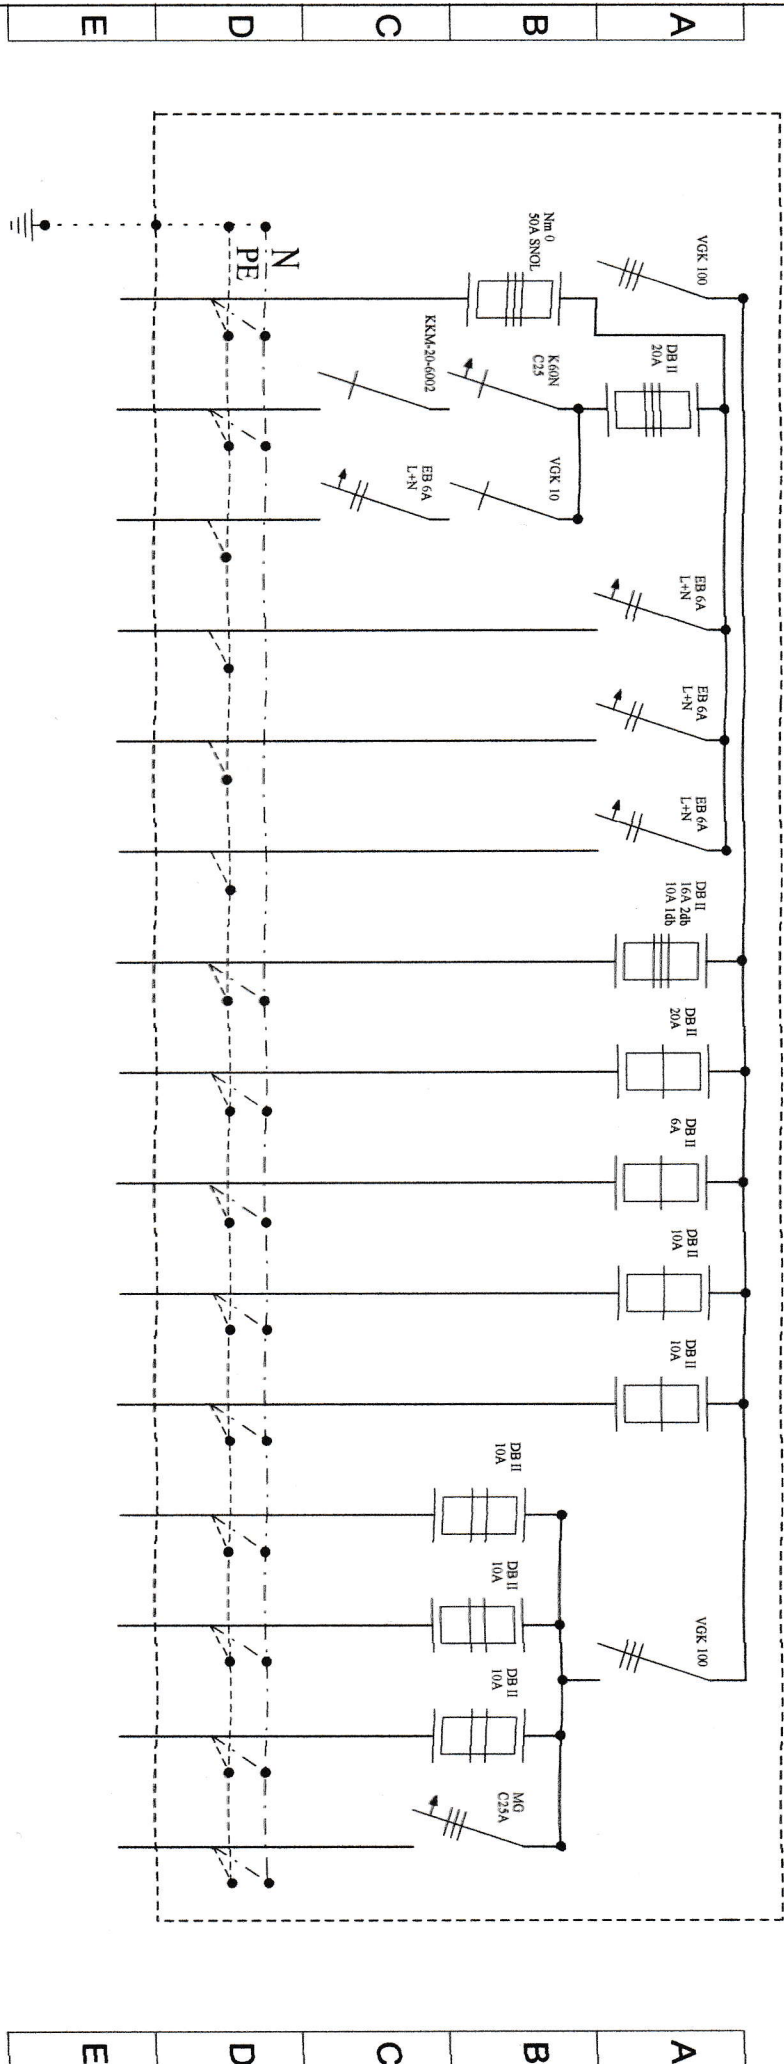 A
B
C
D
E
VGK 100
Nm 0
50A SNOL
DB II
20A
K60N
C25
KKM-20-6002
VGK 10
EB 6A
L+N
EB 6A
L+N
EB 6A
L+N
EB 6A
L+N
DB II
16A 2db
10A 1db
DB II
20A
DB II
6A
DB II
10A
DB II
10A
DB II
10A
DB II
10A
DB II
10A
VGK 100
MG
C25A
N
PE
A
B
C
D
E